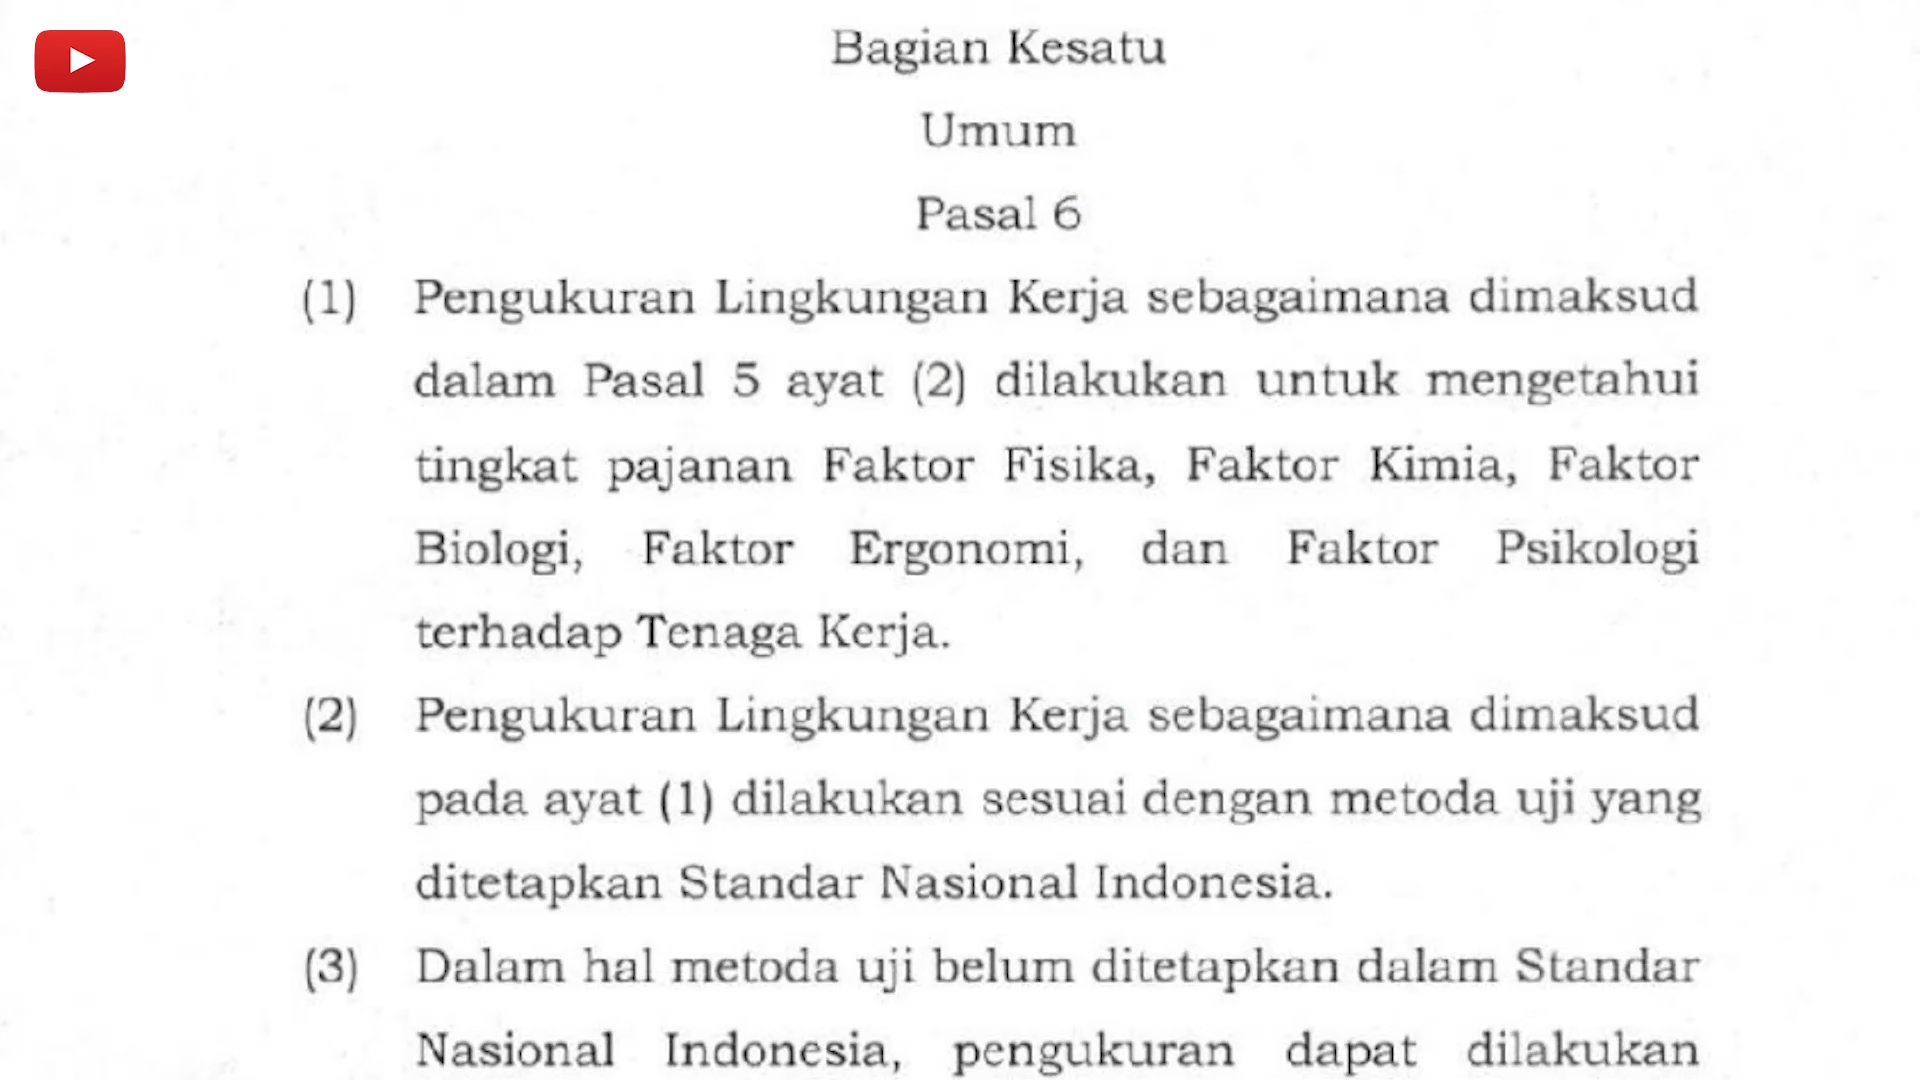 Bagian Kesatu
Umum
Pasal 6
(1) Pengukuran Lingkungan Kerja sebagaimana dimaksud
dalam Pasal 5 ayat (2) dilakukan untuk mengetahui
tingkat pajanan Faktor Fisika, Faktor Kimia, Faktor
Biologi, Faktor Ergonomi, dan Faktor Psikologi
terhadap Tenaga Kerja.
(2) Pengukuran Lingkungan Kerja sebagaimana dimaksud
pada ayat (1) dilakukan sesuai dengan metoda uji yang
ditetapkan Standar Nasional Indonesia.
(3) Dalam hal metoda uji belum ditetapkan dalam Standar
Nasional Indonesia, pengukuran dapat dilakukan